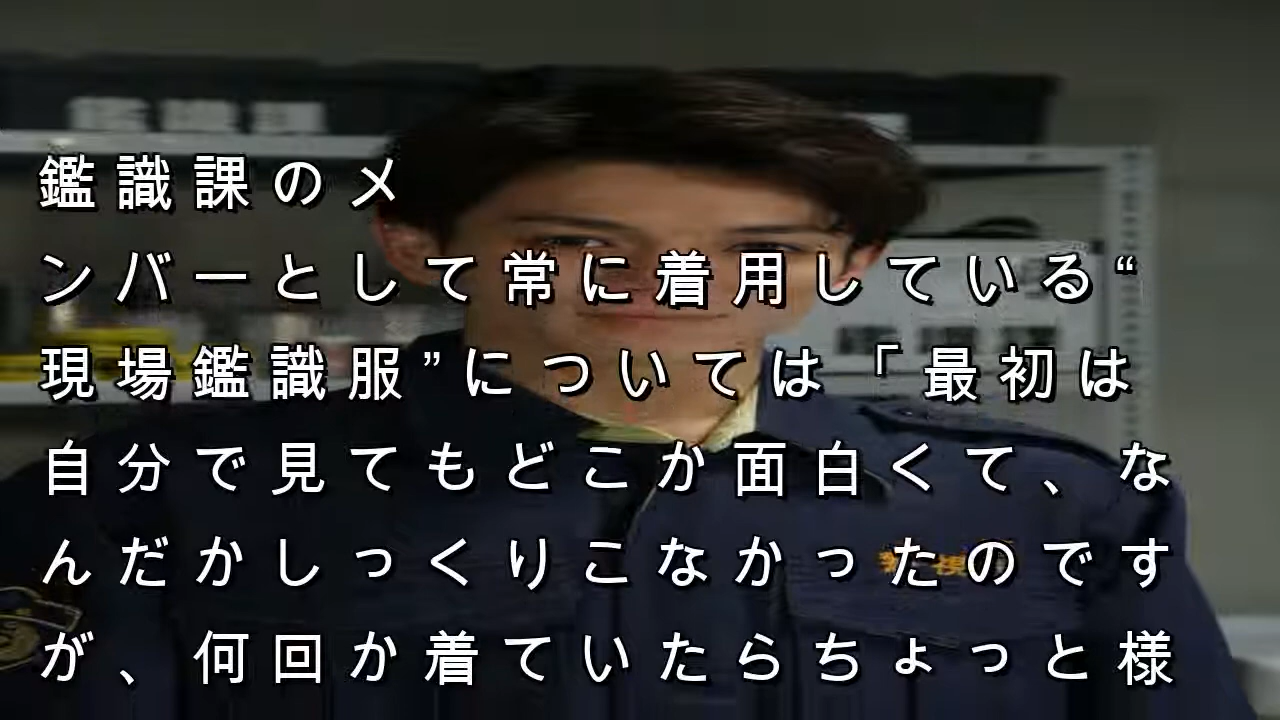 鑑識課
鑑識課のメ
ンバーとして常に着用している“
現場鑑識服”については「最初は
自分で見てもどこか面白くて、な
んだかしっくりこなかったのです
が、何回か着ていたらちょっと様